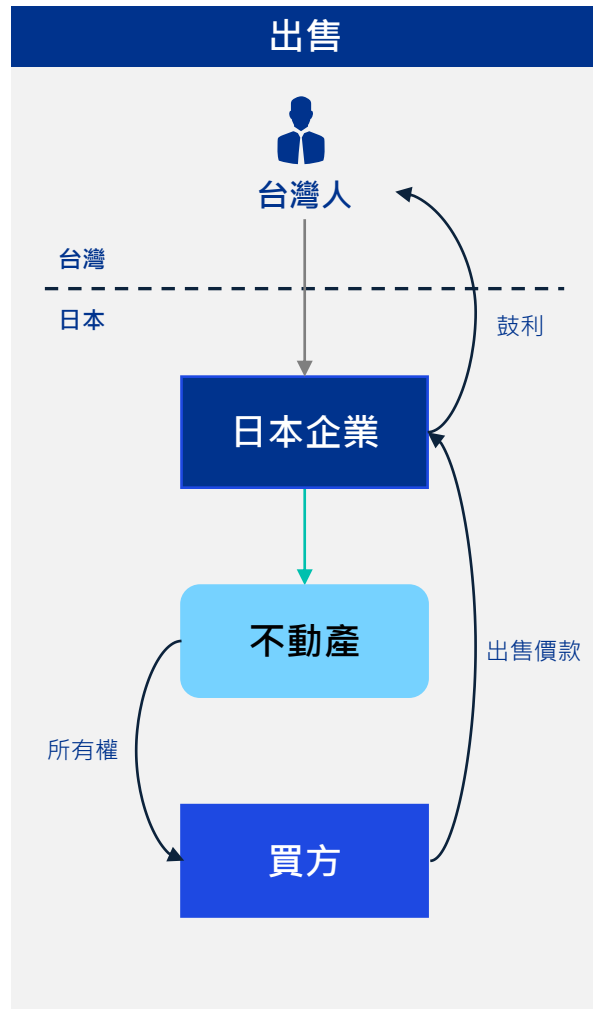 出售
台灣人
台灣
日本
鼓利
日本企業
不動產
出售價款
所有權
買方